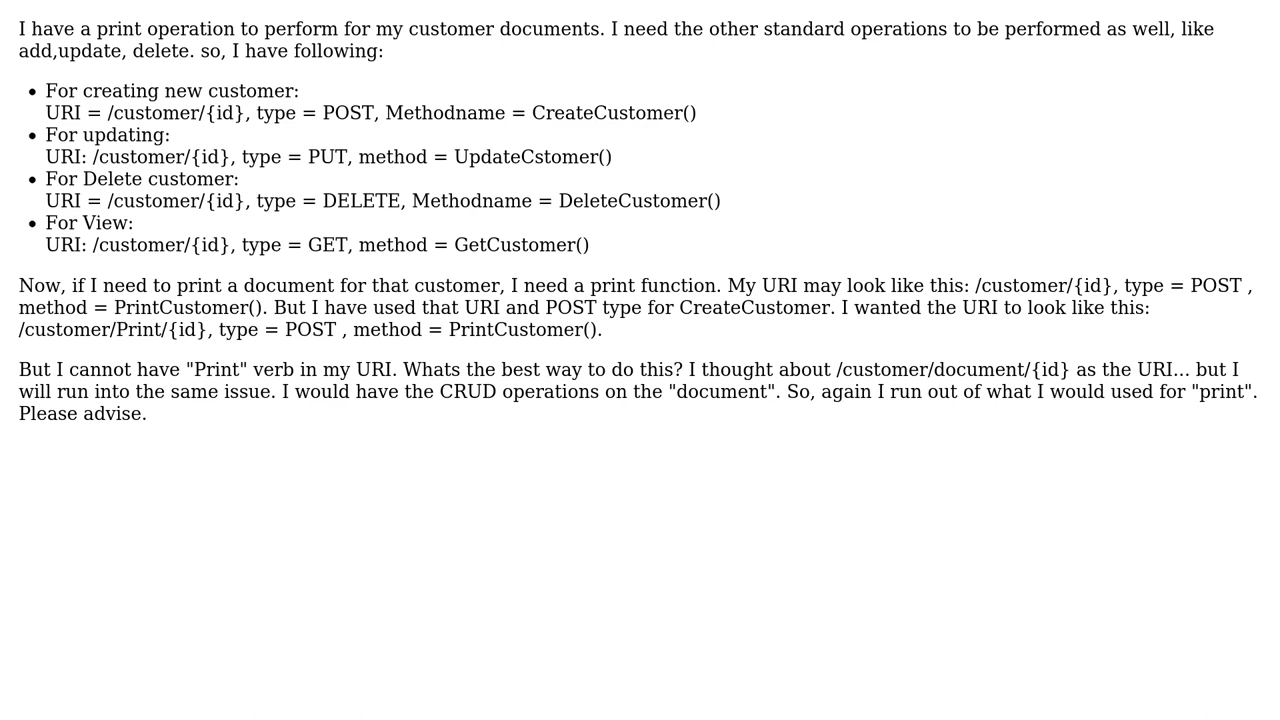 I have a print operation to perform for my customer documents. I need the other standard operations to be performed as well, like
add,update, delete. so, I have following:
• For creating new customer:
URI = /customer/{id}, type = POST, Methodname = CreateCustomer()
• For updating:
URI: /customer/{id}, type = PUT, method = UpdateCstomer()
• For Delete customer:
URI = /customer/{id}, type = DELETE, Methodname = DeleteCustomer()
• For View:
URI: /customer/{id}, type = GET, method = GetCustomer()
Now, if I need to print a document for that customer, I need a print function. My URI may look like this: /customer/{id}, type = POST ,
method = PrintCustomer(). But I have used that URI and POST type for CreateCustomer. I wanted the URI to look like this:
/customer/Print/{id}, type = POST , method = PrintCustomer().
But I cannot have "Print" verb in my URI. Whats the best way to do this? I thought about /customer/document/{id} as the URI... but I
will run into the same issue. I would have the CRUD operations on the "document". So, again I run out of what I would used for "print".
Please advise.